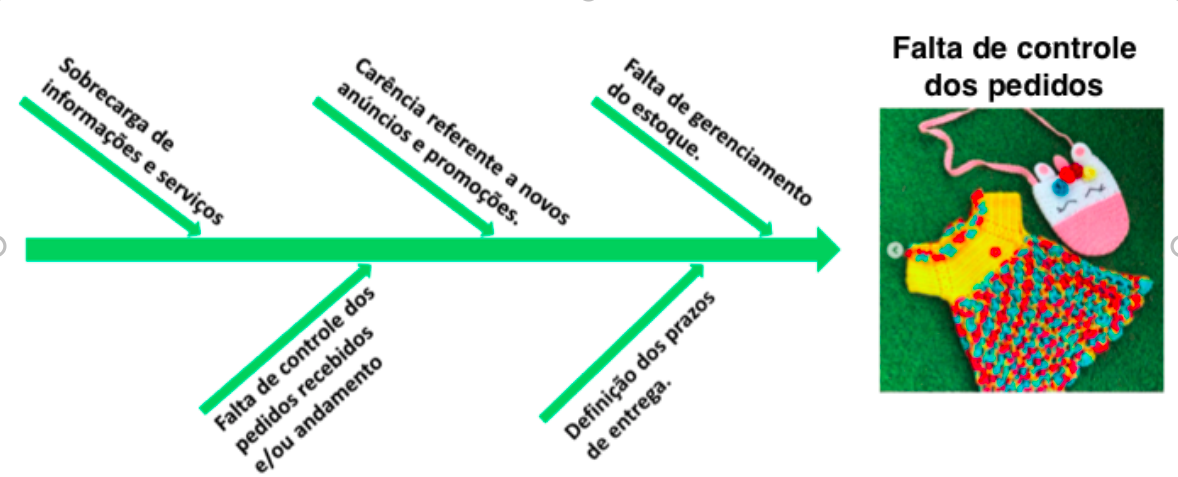 Sobrecarga de
informações e serviços
Carência referente a novos
anúncios e promoções.
Falta de gerenciamento
do estoque.
Falta de controle
dos pedidos
Falta de controle dos
pedidos recebidos
e/ou andamento
Definição dos prazos
de entrega.